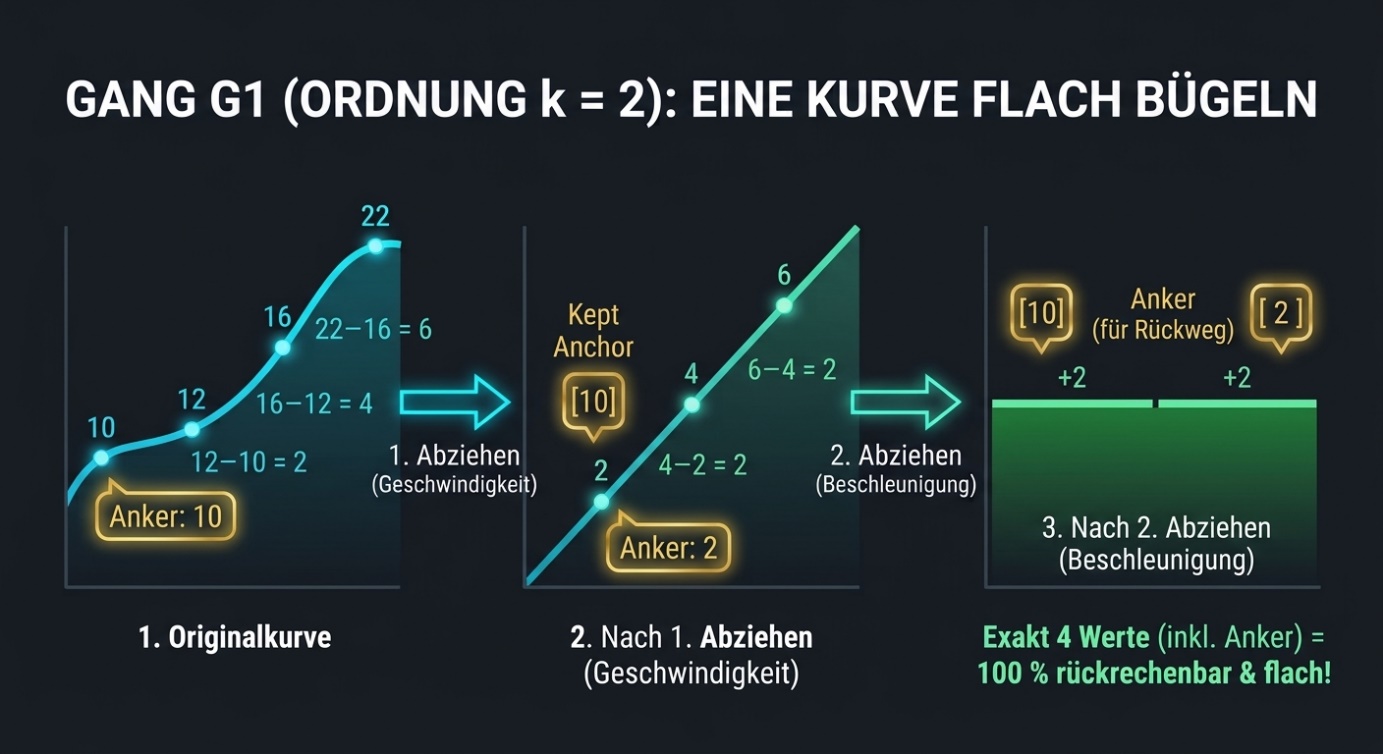 GANG G1 (ORDNUNG k = 2): EINE KURVE FLACH BÜGELN
22
16
22−16 = 6
12
16−12 = 4
10
12−10 = 2
Anker: 10
1. Originalkurve
1. Abziehen
(Geschwindigkeit)
Kept
Anchor
[10]
6
4
6−4 = 2
2
4−2 = 2
Anker: 2
2. Nach 1. Abziehen
(Geschwindigkeit)
2. Abziehen
(Beschleunigung)
[10]
Anker
(für Rückweg)
[ 2 ]
+2
+2
3. Nach 2. Abziehen
(Beschleunigung)
Exakt 4 Werte (inkl. Anker) =
100 % rückrechenbar & flach!